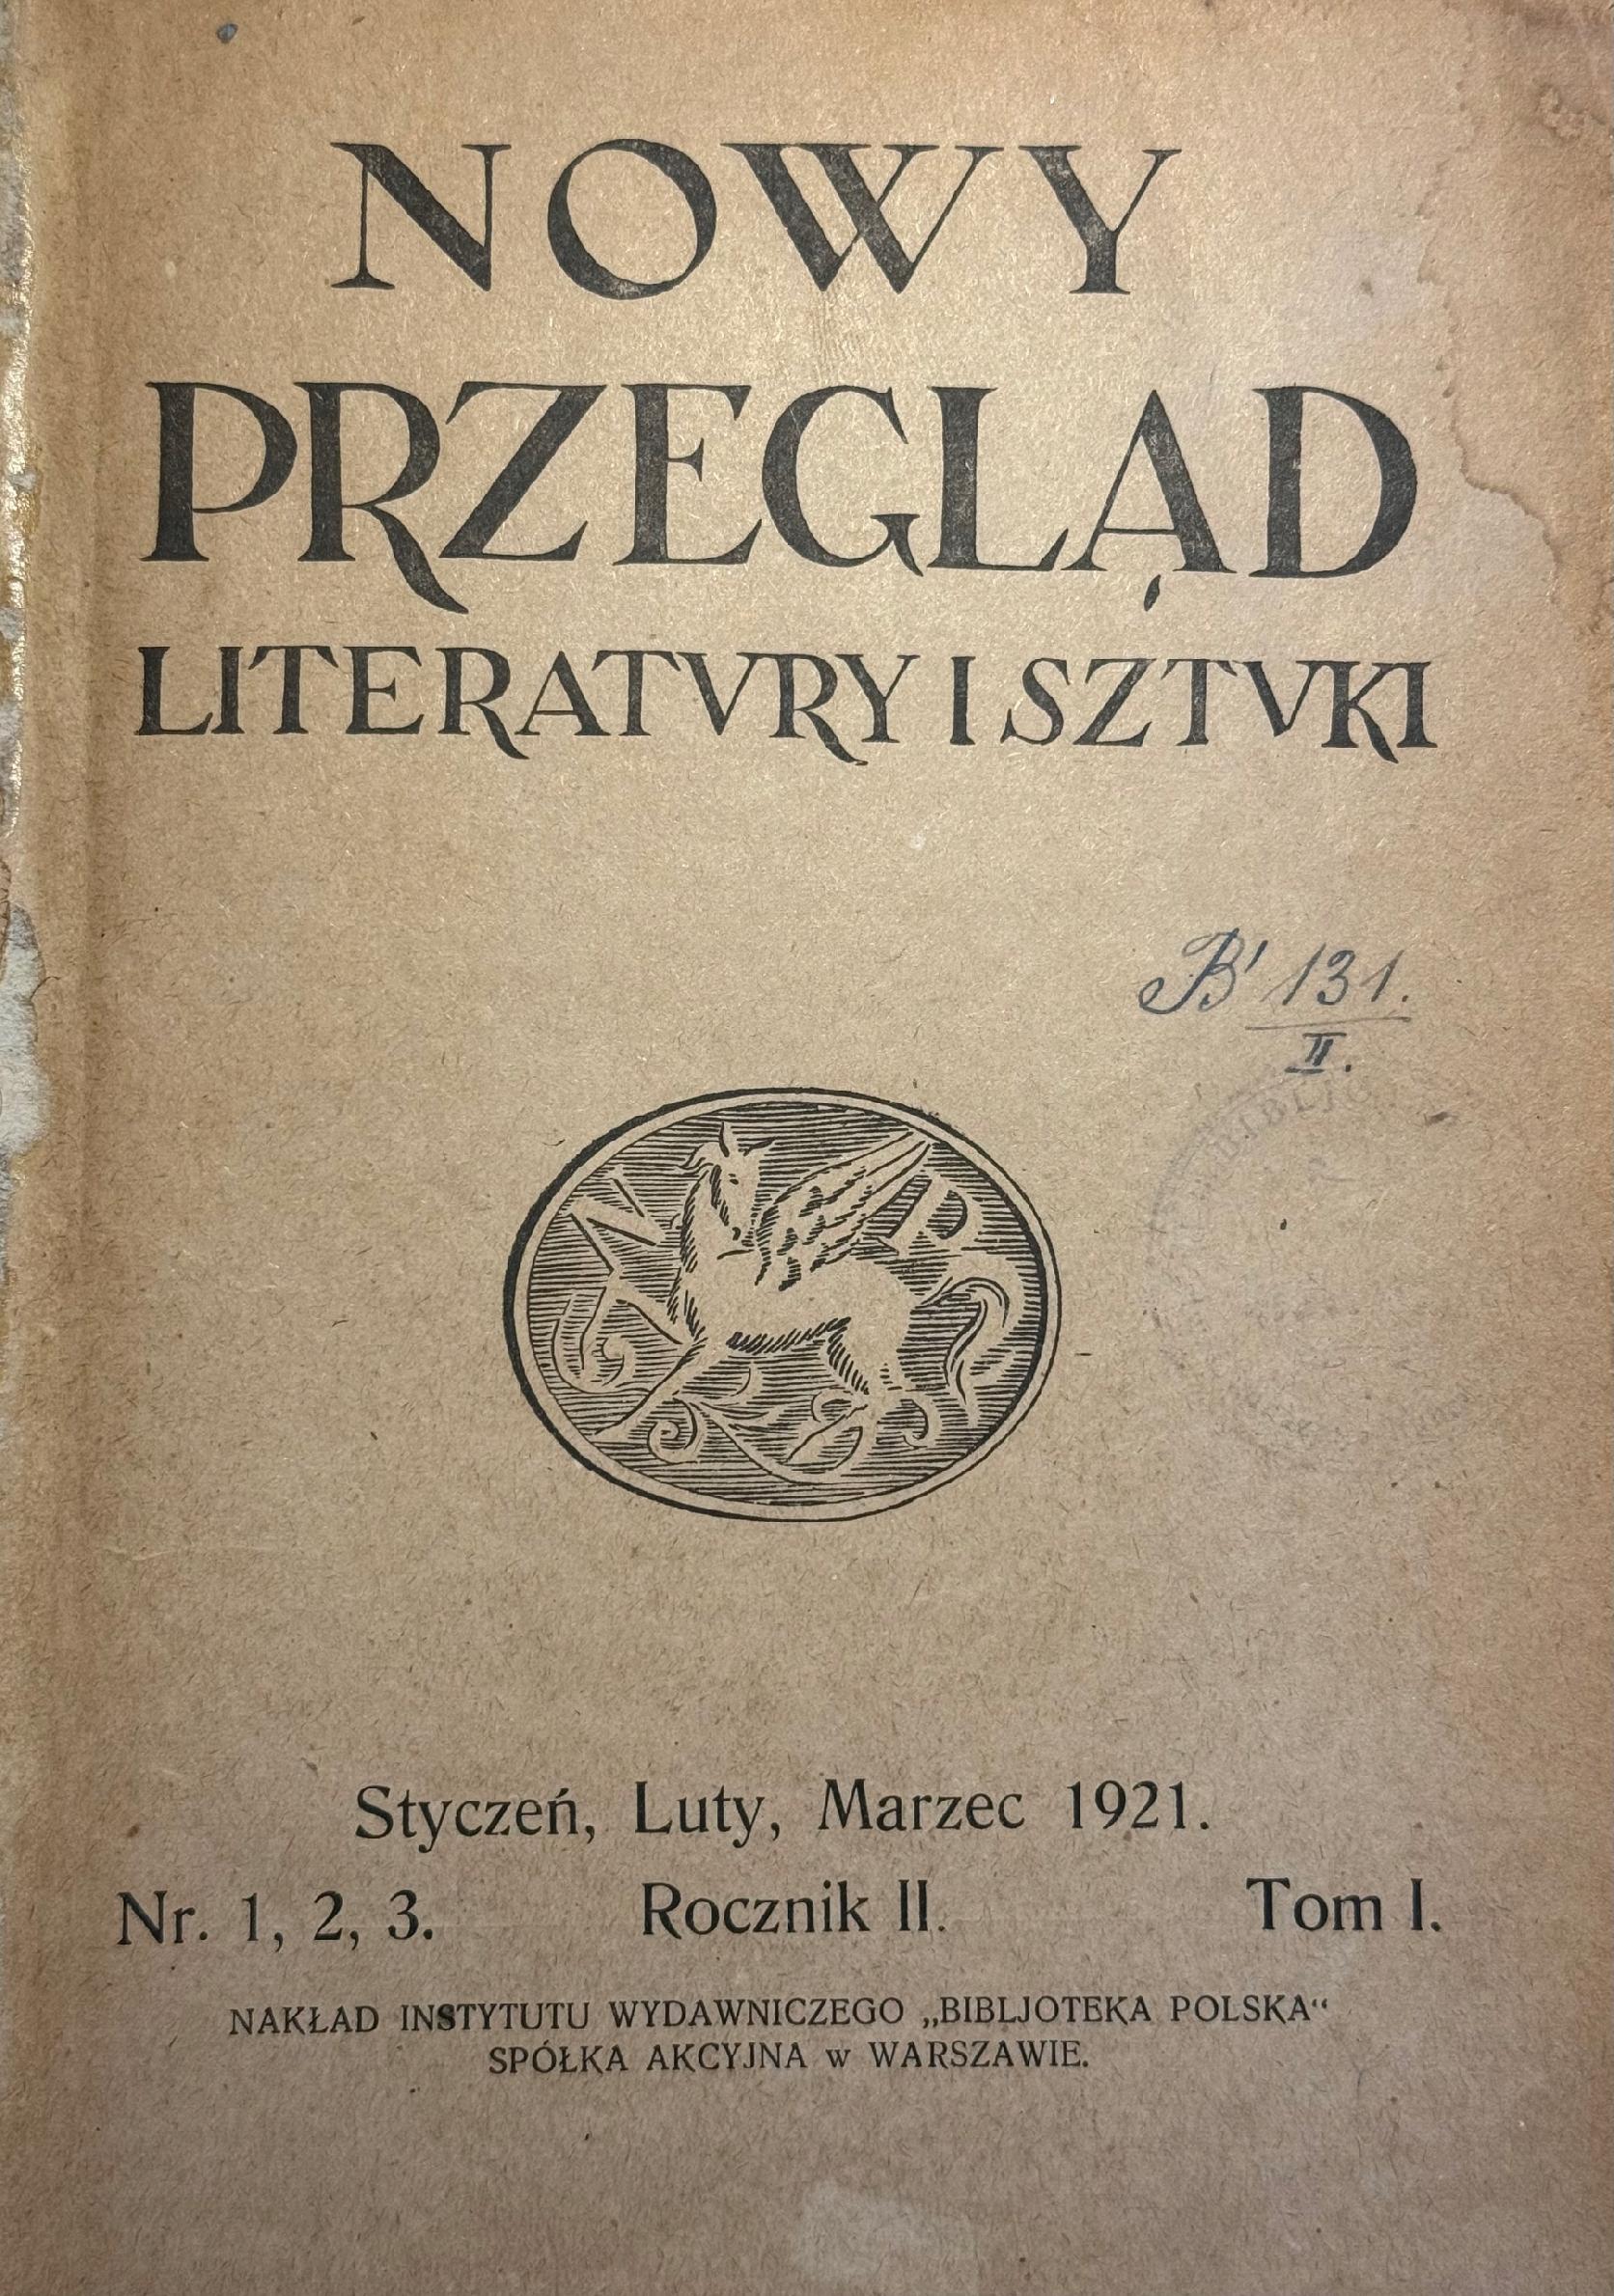 NOWY
PRZEGLĄD
LITERATVRY I SZTVKI
B' 131.
II.
N P
Styczeń, Luty, Marzec 1921.
Nr. 1, 2, 3. Rocznik II. Tom I.
NAKŁAD INSTYTUTU WYDAWNICZEGO „BIBLJOTEKA POLSKA“
SPÓŁKA AKCYJNA w WARSZAWIE.